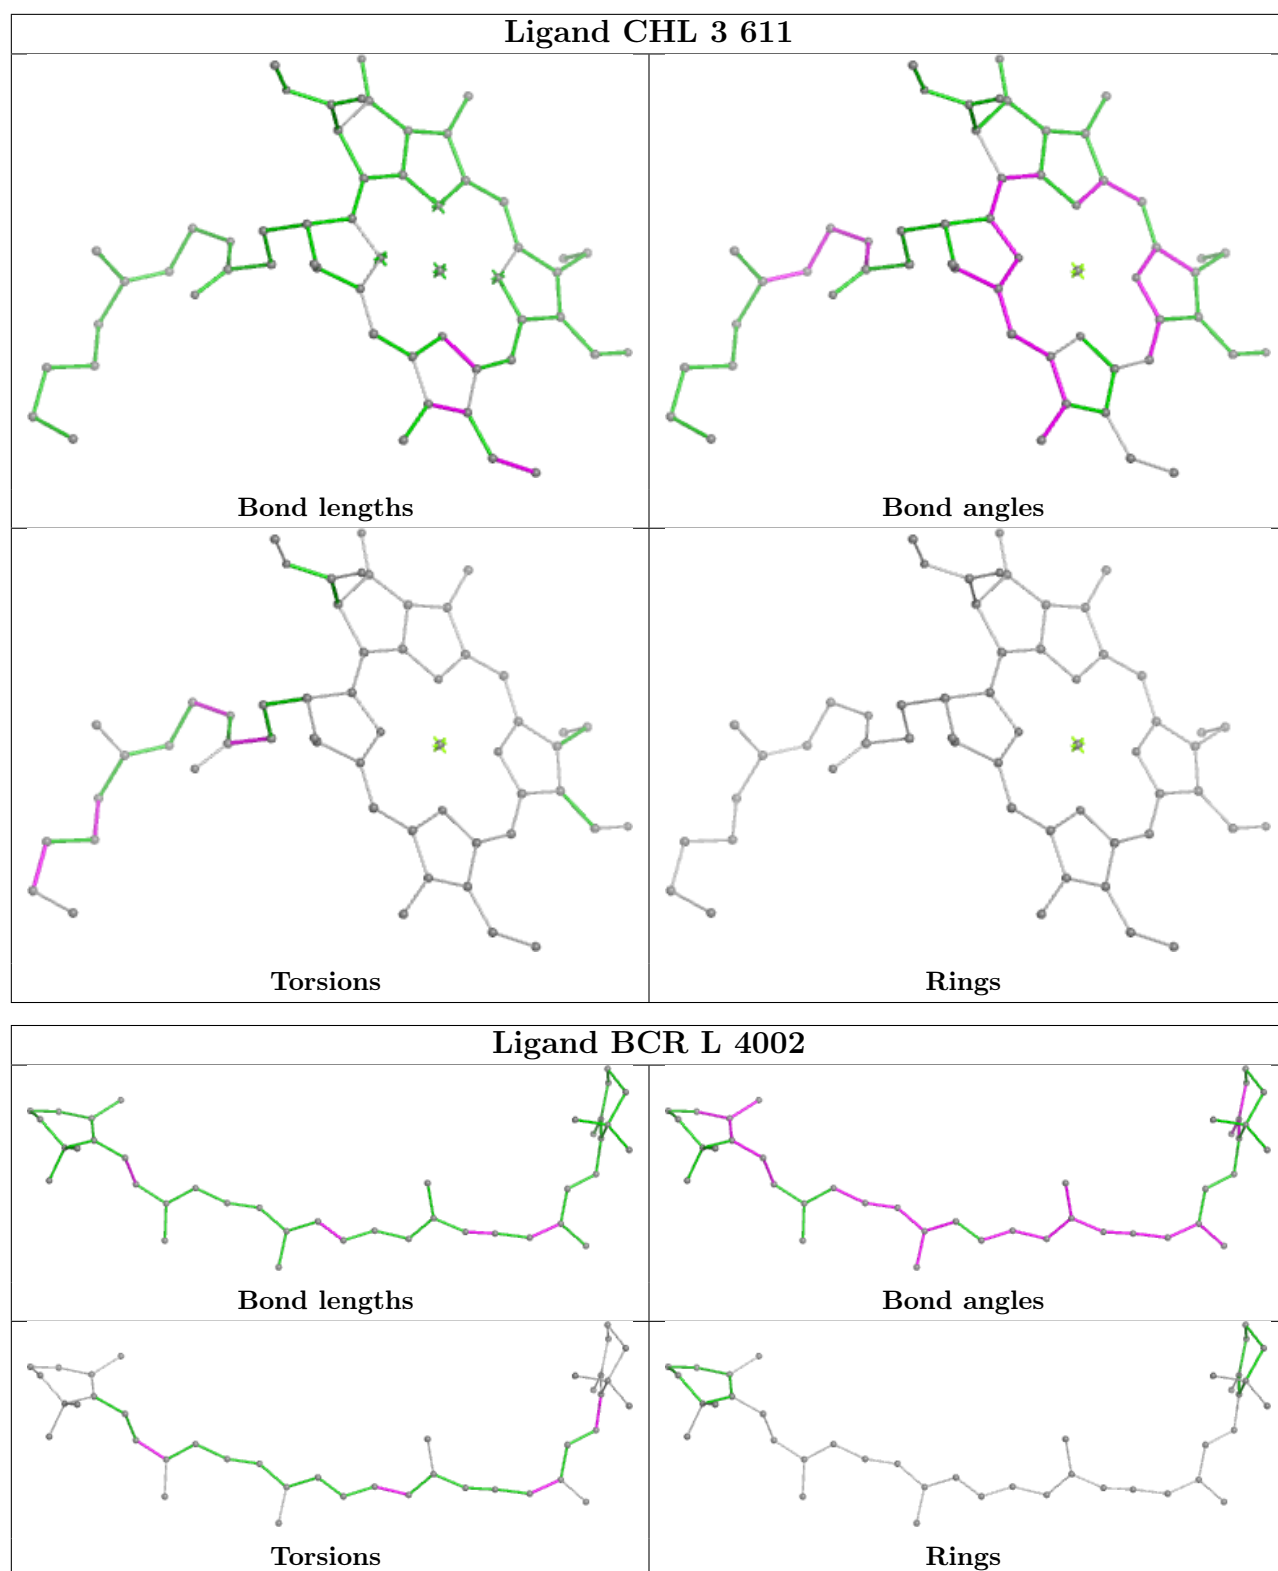 Ligand CHL 3 611
Bond lengths
Bond angles
Torsions
Rings
Ligand BCR L 4002
Bond lengths
Bond angles
Torsions
Rings